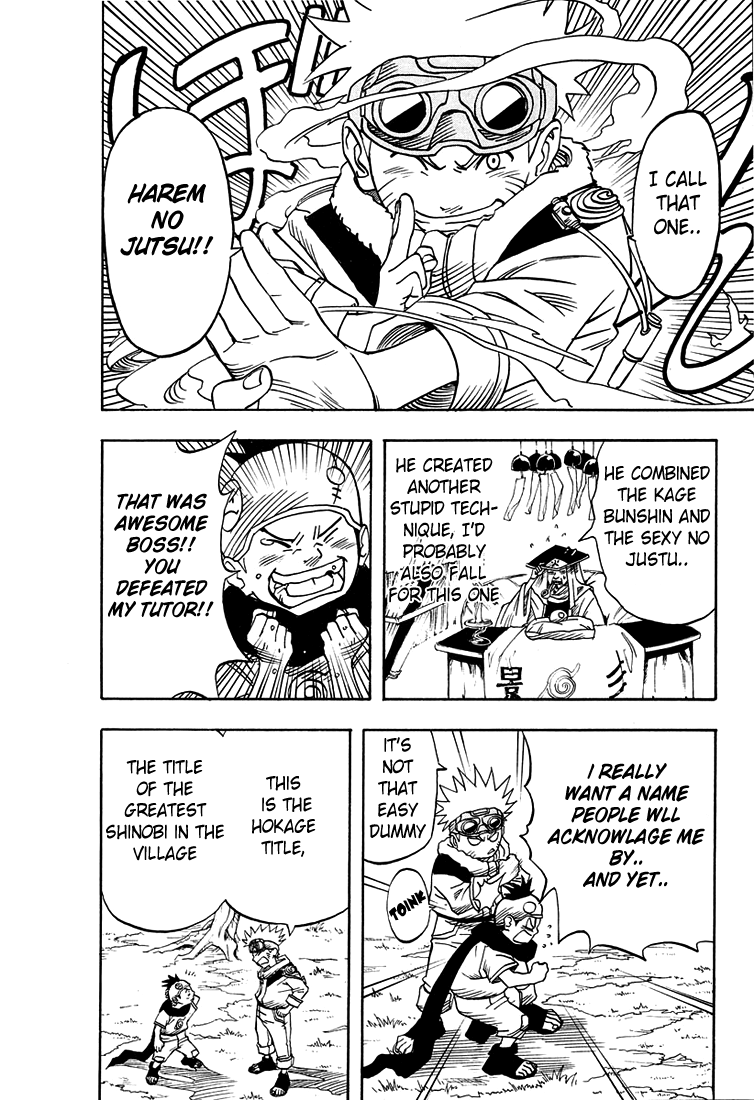 I CALL
THAT
ONE..
HAREM
NO
JUTSU!!
ぼ
HE COMBINED
THE KAGE
BUNSHIN AND
THE SEXY NO
JUSTU..
HE CREATED
ANOTHER
STUPID TECH-
NIQUE, I'D
PROBABLY
ALSO FALL
FOR THIS ONE
THAT WAS
AWESOME
BOSS!!
YOU
DEFEATED
MY TUTOR!!
I REALLY
WANT A NAME
PEOPLE WLL
ACKNOWLAGE ME
BY..
AND YET..
IT'S
NOT
THAT
EASY
DUMMY
TOINK
THIS
IS THE
HOKAGE
TITLE,
THE TITLE
OF THE
GREATEST
SHINOBI IN THE
VILLAGE